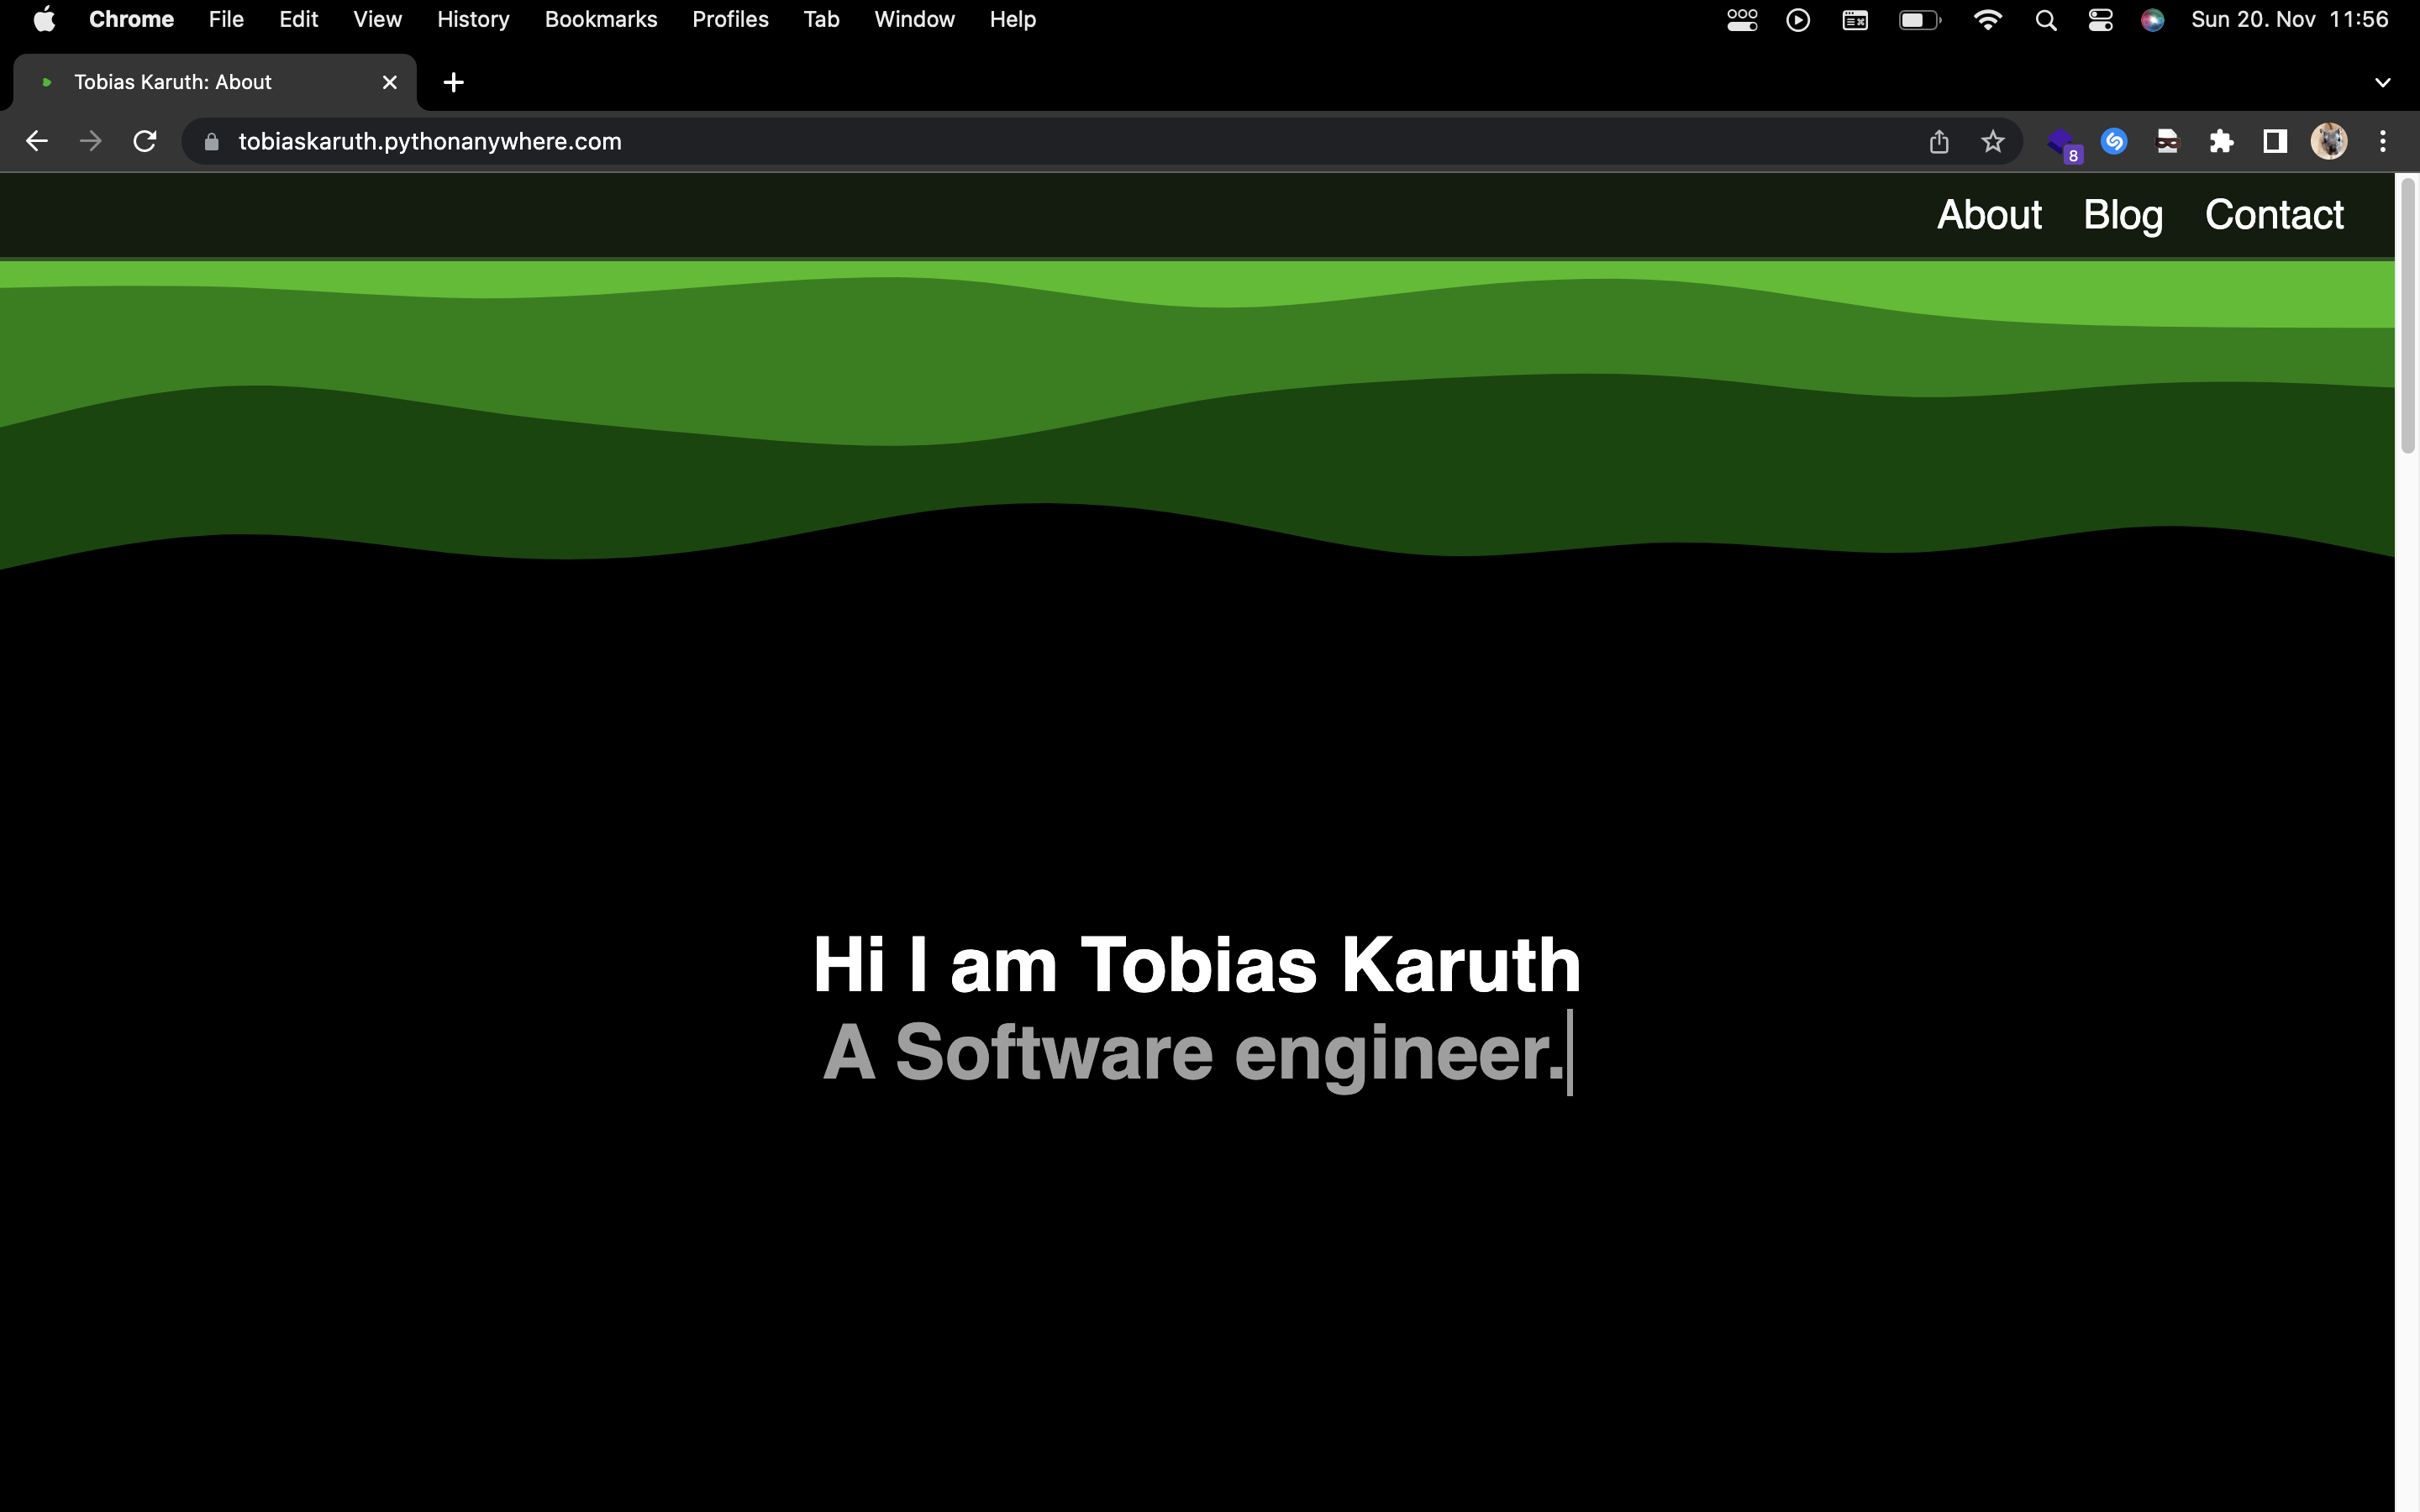 Chrome File Edit View History Bookmarks Profiles Tab Window Help Sun 20. Nov 11:56
Tobias Karuth: About
tobiaskaruth.pythonanywhere.com 8
About Blog Contact
Hi I am Tobias Karuth
A Software engineer.